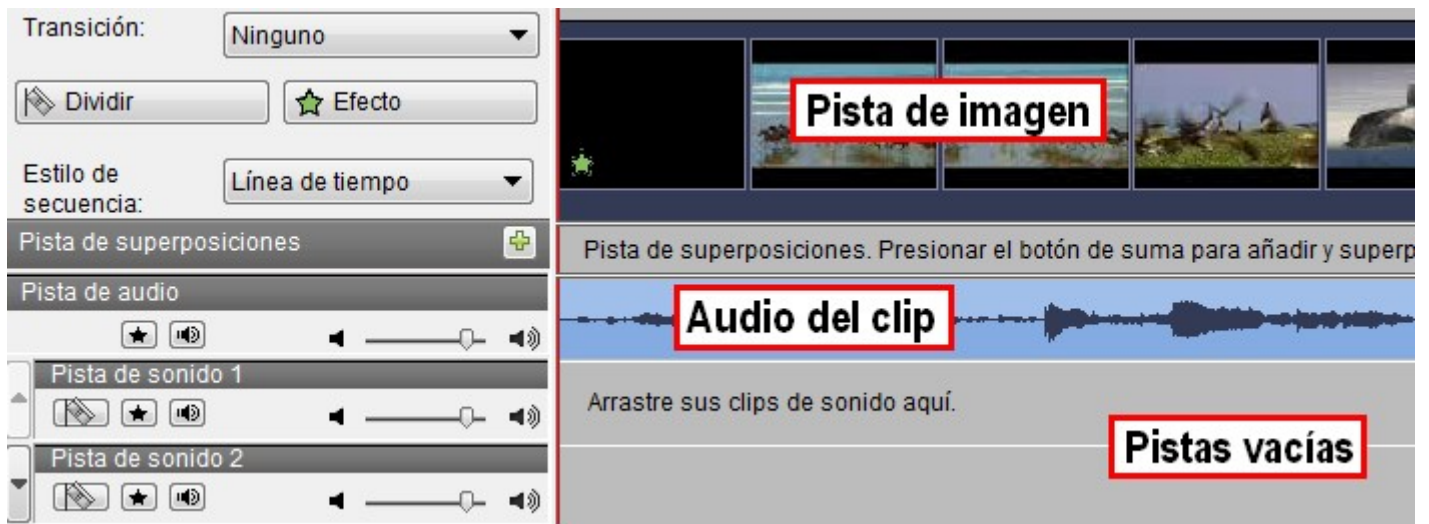 Transición:
Ninguno
Dividir
Efecto
Estilo de
secuencia:
Línea de tiempo
Pista de imagen
Pista de superposiciones
Pista de superposiciones. Presionar el botón de suma para añadir y superp
Pista de audio
Audio del clip
Pista de sonido 1
Arrastre sus clips de sonido aquí.
Pistas vacías
Pista de sonido 2